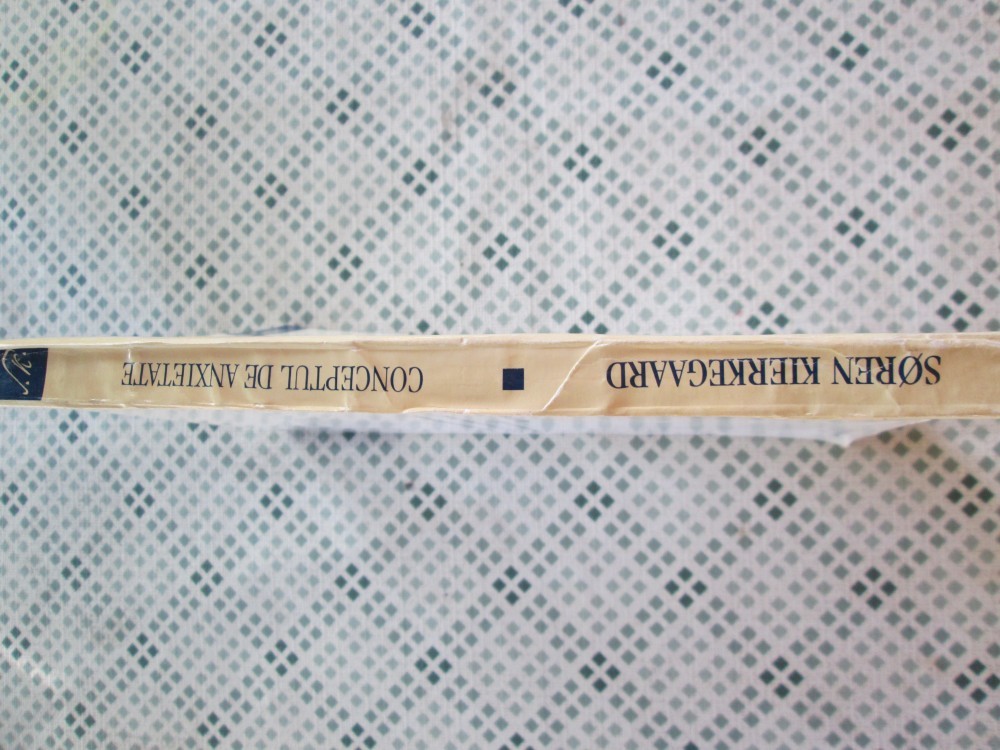 SØREN KIERKEGAARD ■ CONCEPTUL DE ANXIETATE